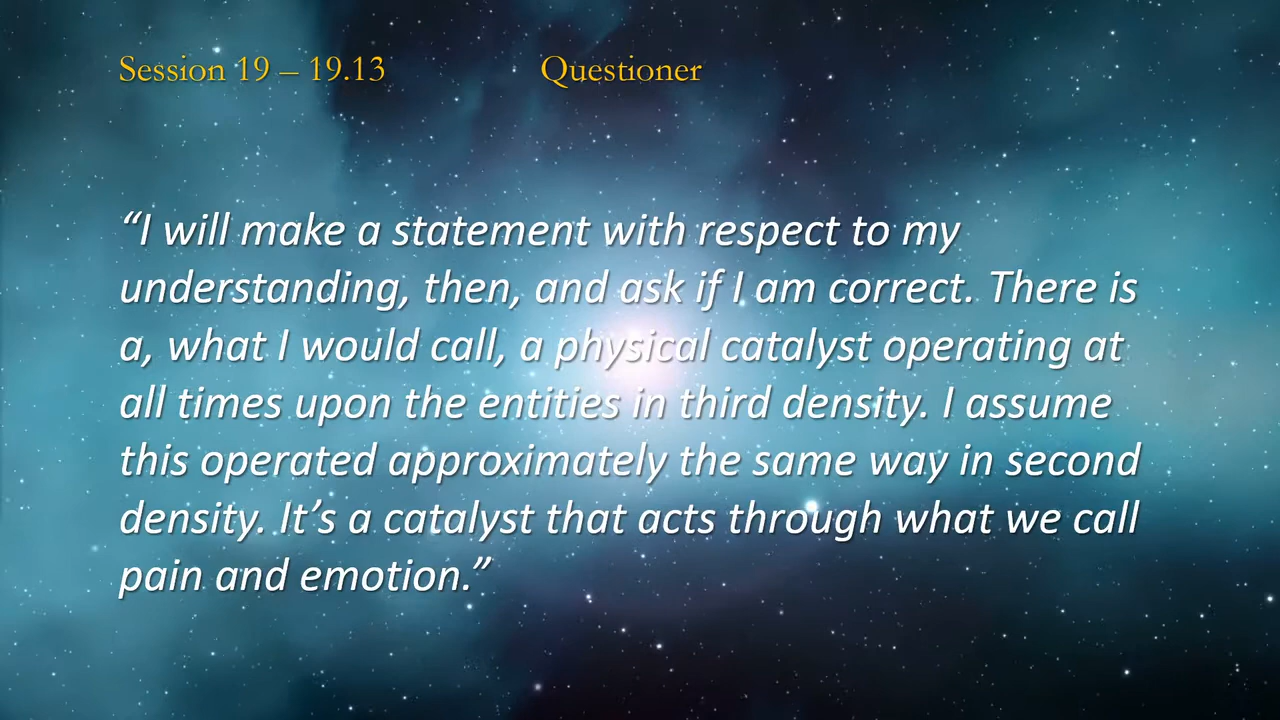 Session 19 – 19.13 Questioner
“I will make a statement with respect to my
understanding, then, and ask if I am correct. There is
a, what I would call, a physical catalyst operating at
all times upon the entities in third density. I assume
this operated approximately the same way in second
density. It’s a catalyst that acts through what we call
pain and emotion.”